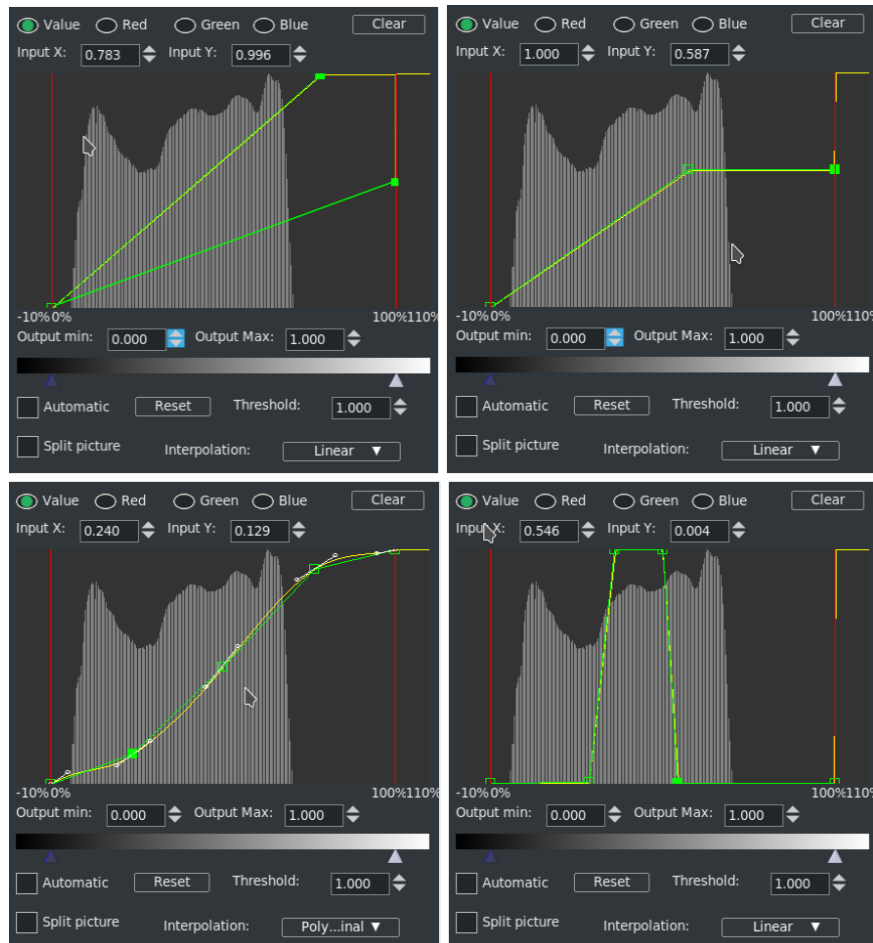 Value Red Green Blue Clear
Input X: 0.783 Input Y: 0.996
-10% 0% 100% 110%
Output min: 0.000 Output Max: 1.000
Automatic Reset Threshold: 1.000
Split picture Interpolation: Linear
Value Red Green Blue Clear
Input X: 1.000 Input Y: 0.587
-10% 0% 100% 110%
Output min: 0.000 Output Max: 1.000
Automatic Reset Threshold: 1.000
Split picture Interpolation: Linear
Value Red Green Blue Clear
Input X: 0.240 Input Y: 0.129
-10% 0% 100% 110%
Output min: 0.000 Output Max: 1.000
Automatic Reset Threshold: 1.000
Split picture Interpolation: Poly...inal
Value Red Green Blue Clear
Input X: 0.546 Input Y: 0.004
-10% 0% 100% 110%
Output min: 0.000 Output Max: 1.000
Automatic Reset Threshold: 1.000
Split picture Interpolation: Linear